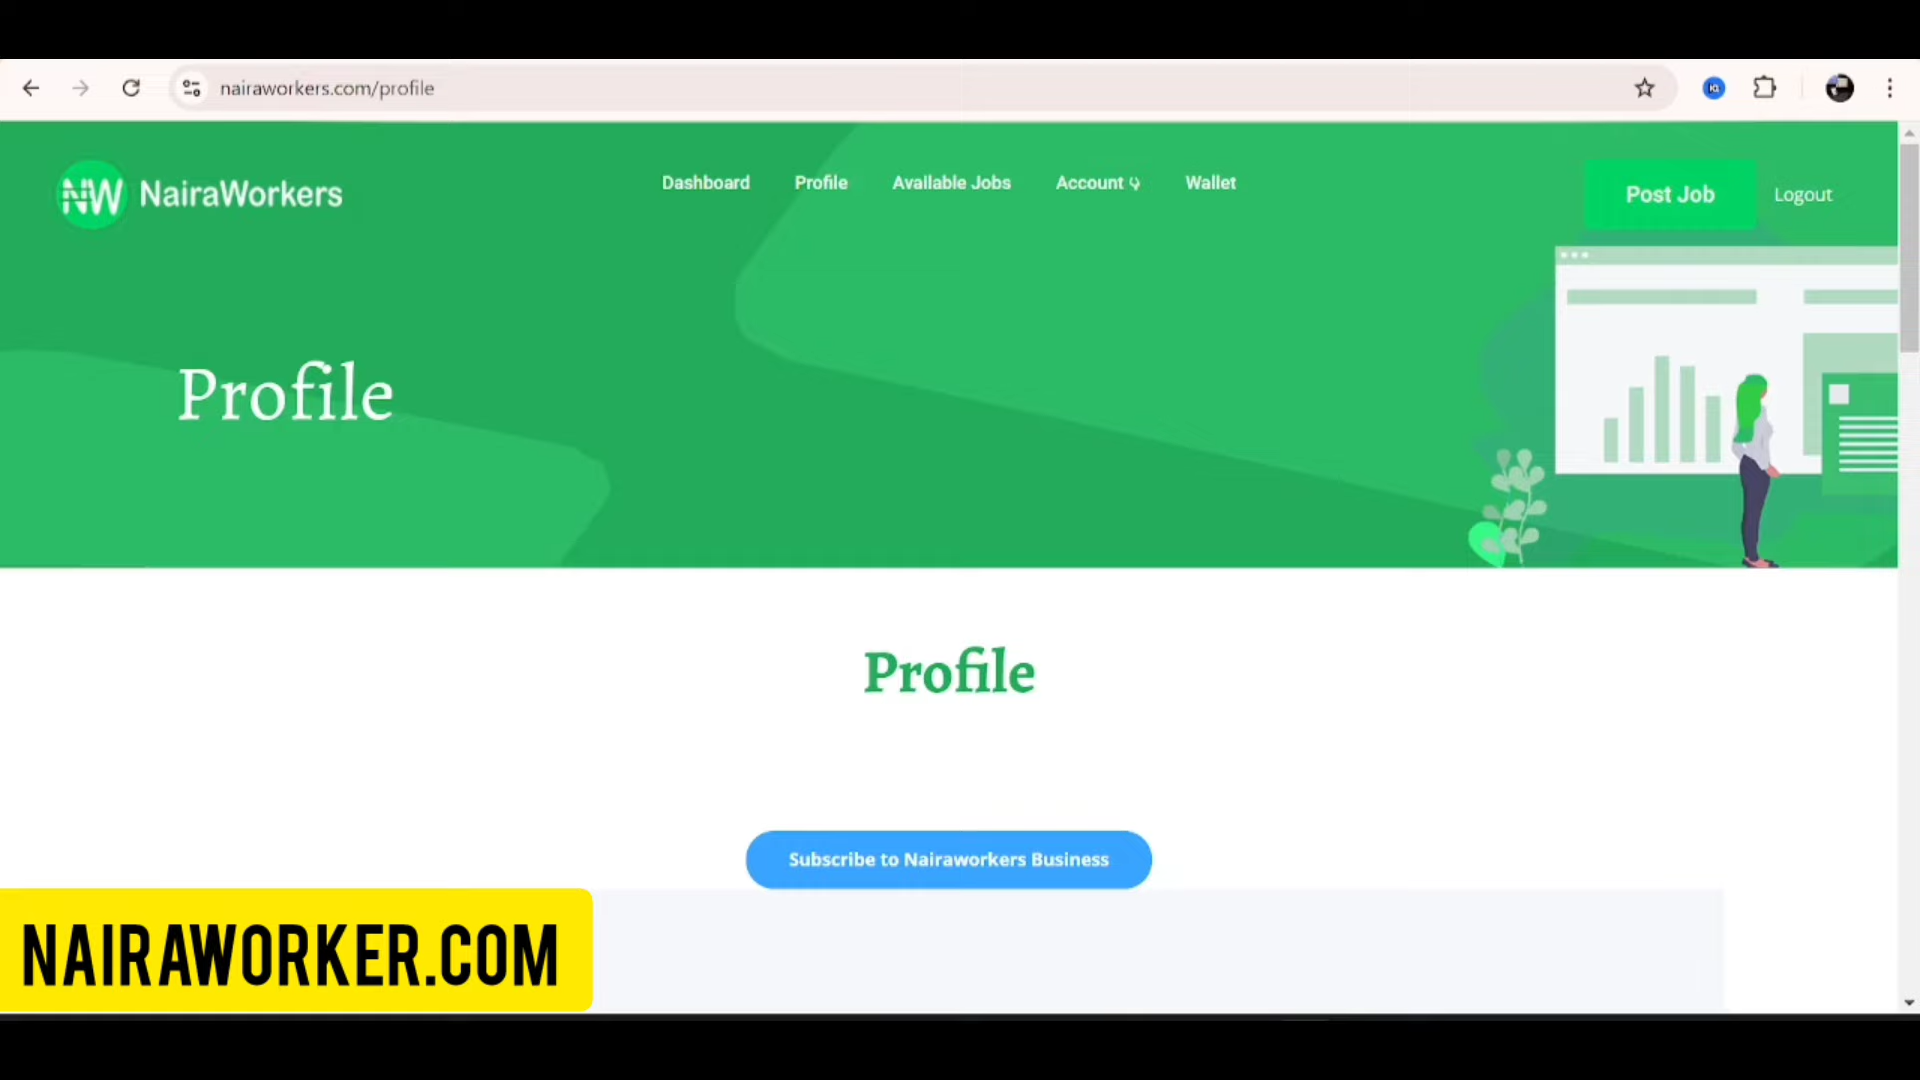 nairaworkers.com/profile
NW NairaWorkers
Dashboard Profile Available Jobs Account Wallet
Post Job Logout
Profile
Profile
Subscribe to Nairaworkers Business
NAIRAWORKER.COM